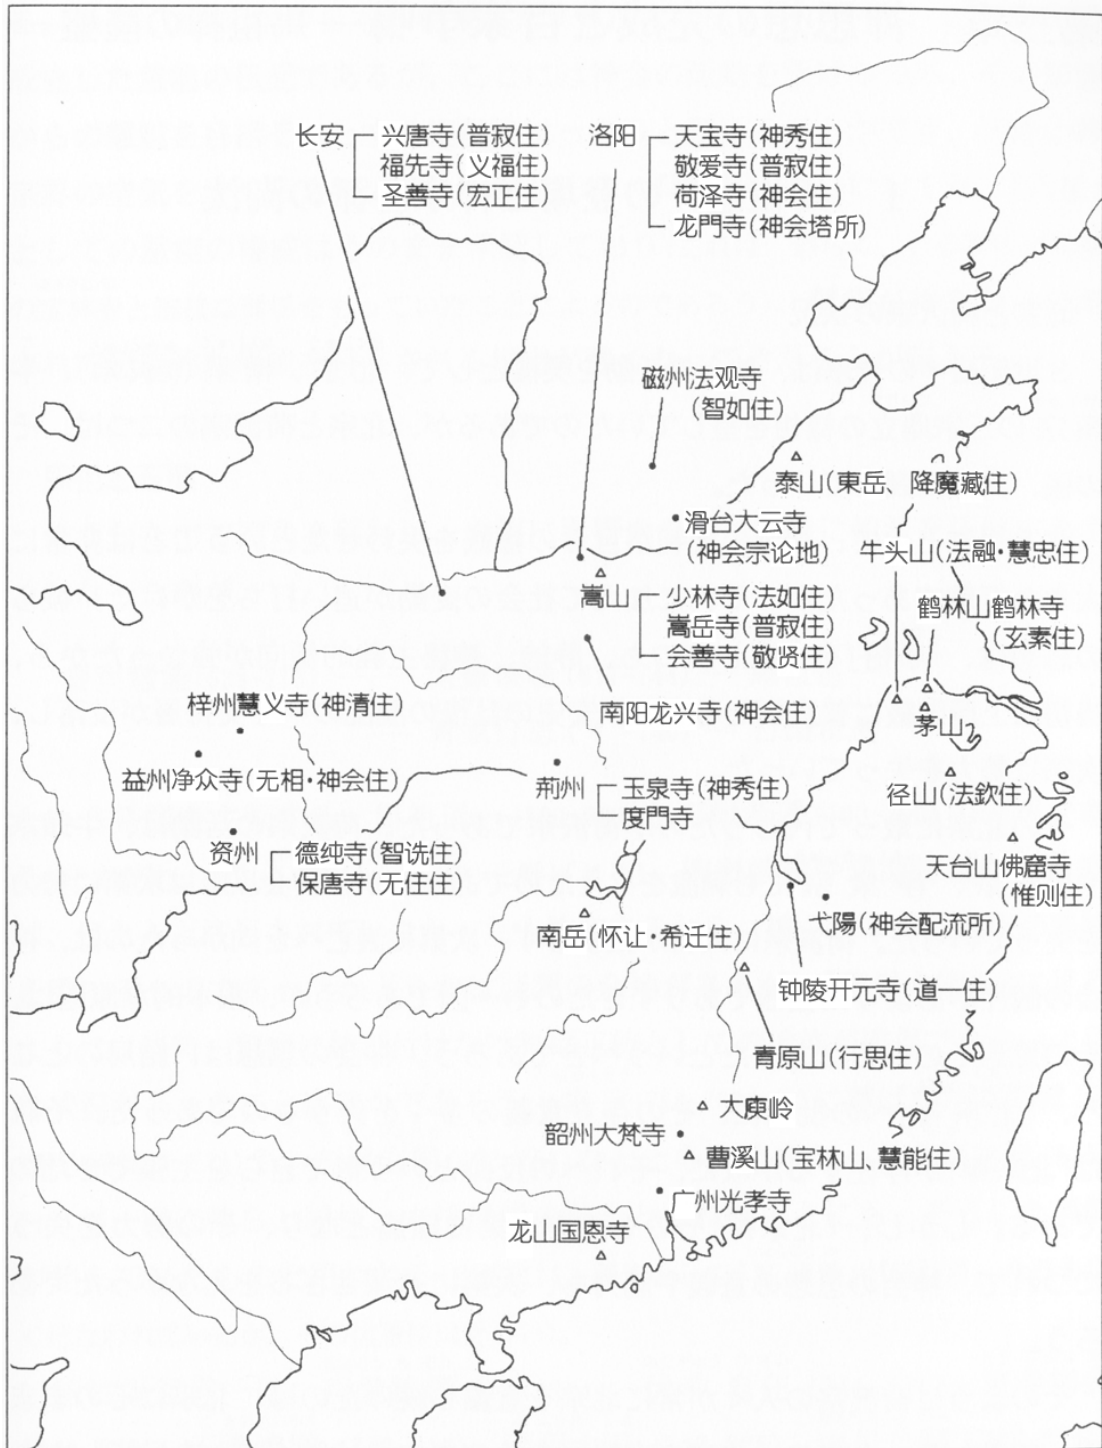 长安
兴唐寺(普寂住)
福先寺(义福住)
圣善寺(宏正住)
洛阳
天宝寺(神秀住)
敬爱寺(普寂住)
荷泽寺(神会住)
龙門寺(神会塔所)
磁州法观寺
(智如住)
泰山(東岳、降魔藏住)
滑台大云寺
(神会宗论地)
牛头山(法融·慧忠住)
嵩山
少林寺(法如住)
嵩岳寺(普寂住)
会善寺(敬贤住)
鹤林山鹤林寺
(玄素住)
梓州慧义寺(神清住)
南阳龙兴寺(神会住)
茅山
益州净众寺(无相·神会住)
荆州
玉泉寺(神秀住)
度門寺
径山(法欽住)
资州
德纯寺(智诜住)
保唐寺(无住住)
天台山佛窟寺
(惟则住)
南岳(怀让·希迁住)
弋陽(神会配流所)
钟陵开元寺(道一住)
青原山(行思住)
大庾岭
韶州大梵寺
曹溪山(宝林山、慧能住)
广州光孝寺
龙山国恩寺